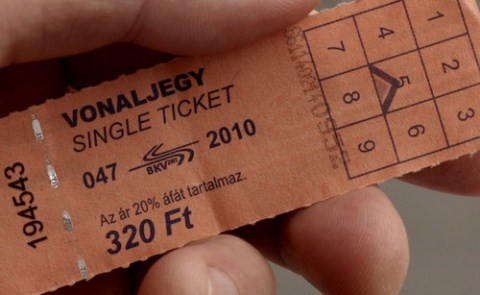 VONALJEGY
SINGLE TICKET
047 BKV ZRT. 2010
Az ár 20% áfát tartalmaz.
320 Ft
194543
1 2 3
4 5 6
7 8 9